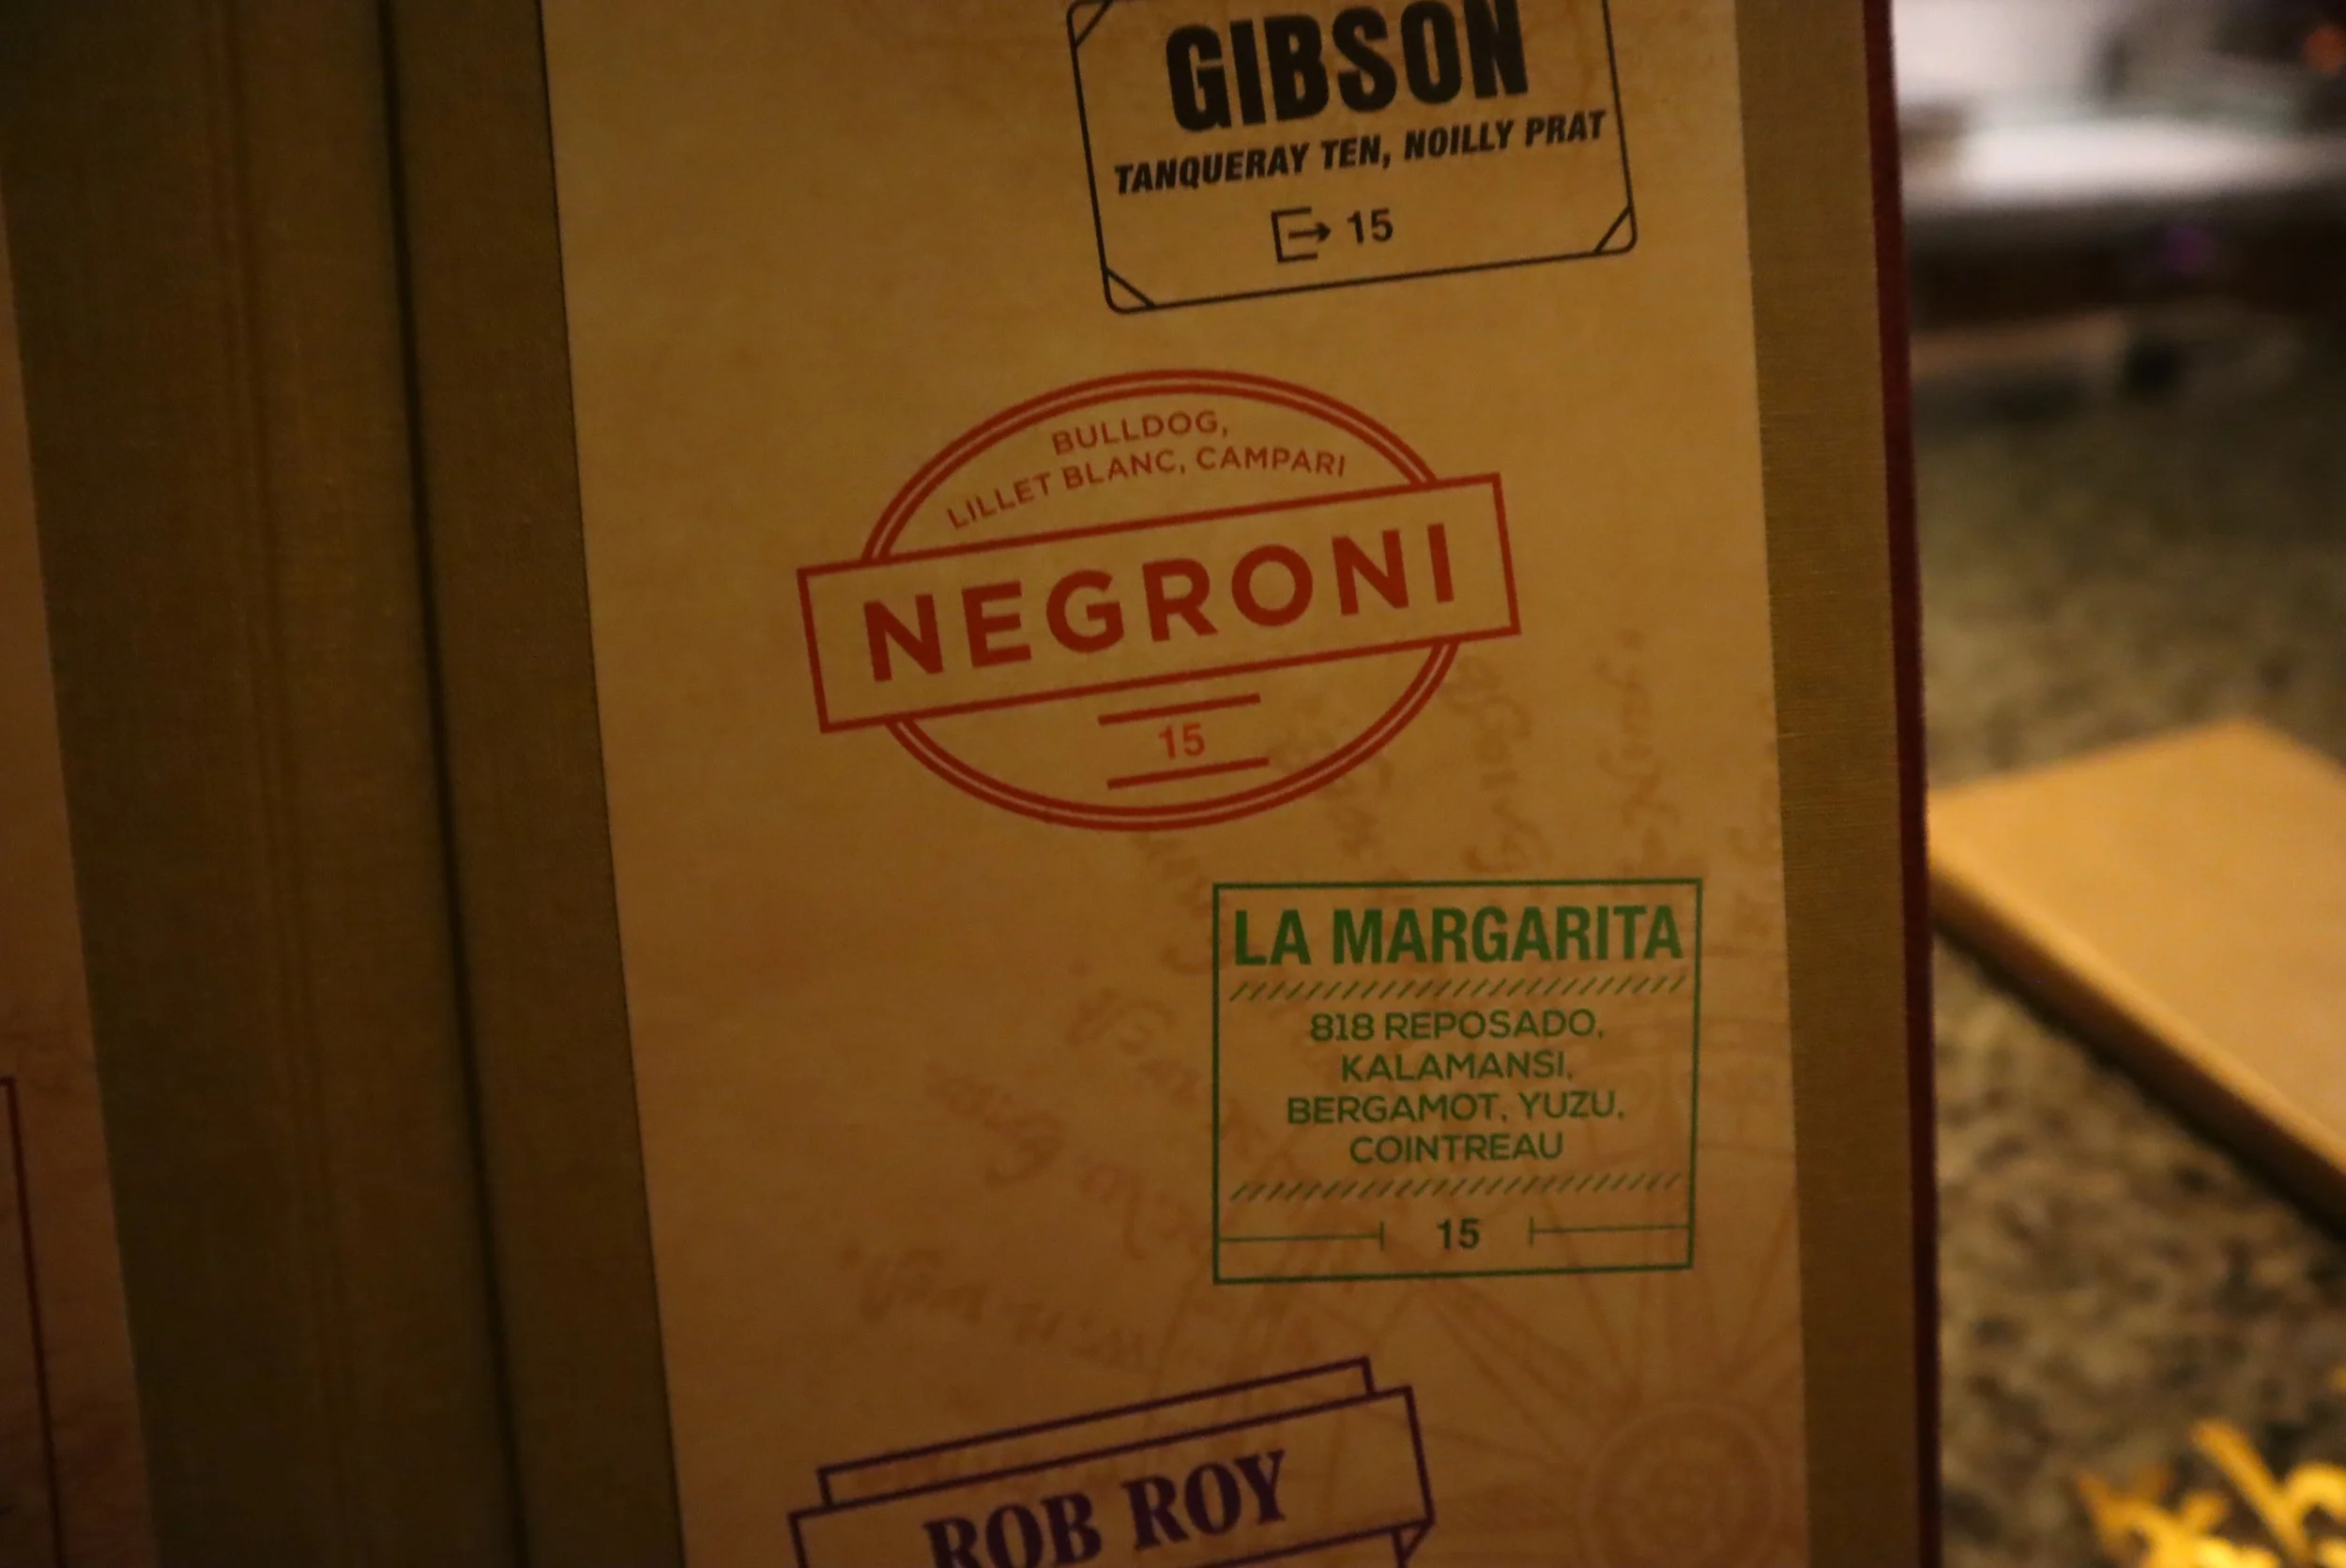 GIBSON
TANQUERAY TEN, NOILLY PRAT
15
BULLDOG,
LILLET BLANC, CAMPARI
NEGRONI
15
LA MARGARITA
818 REPOSADO,
KALAMANSI,
BERGAMOT, YUZU,
COINTREAU
15
ROB ROY